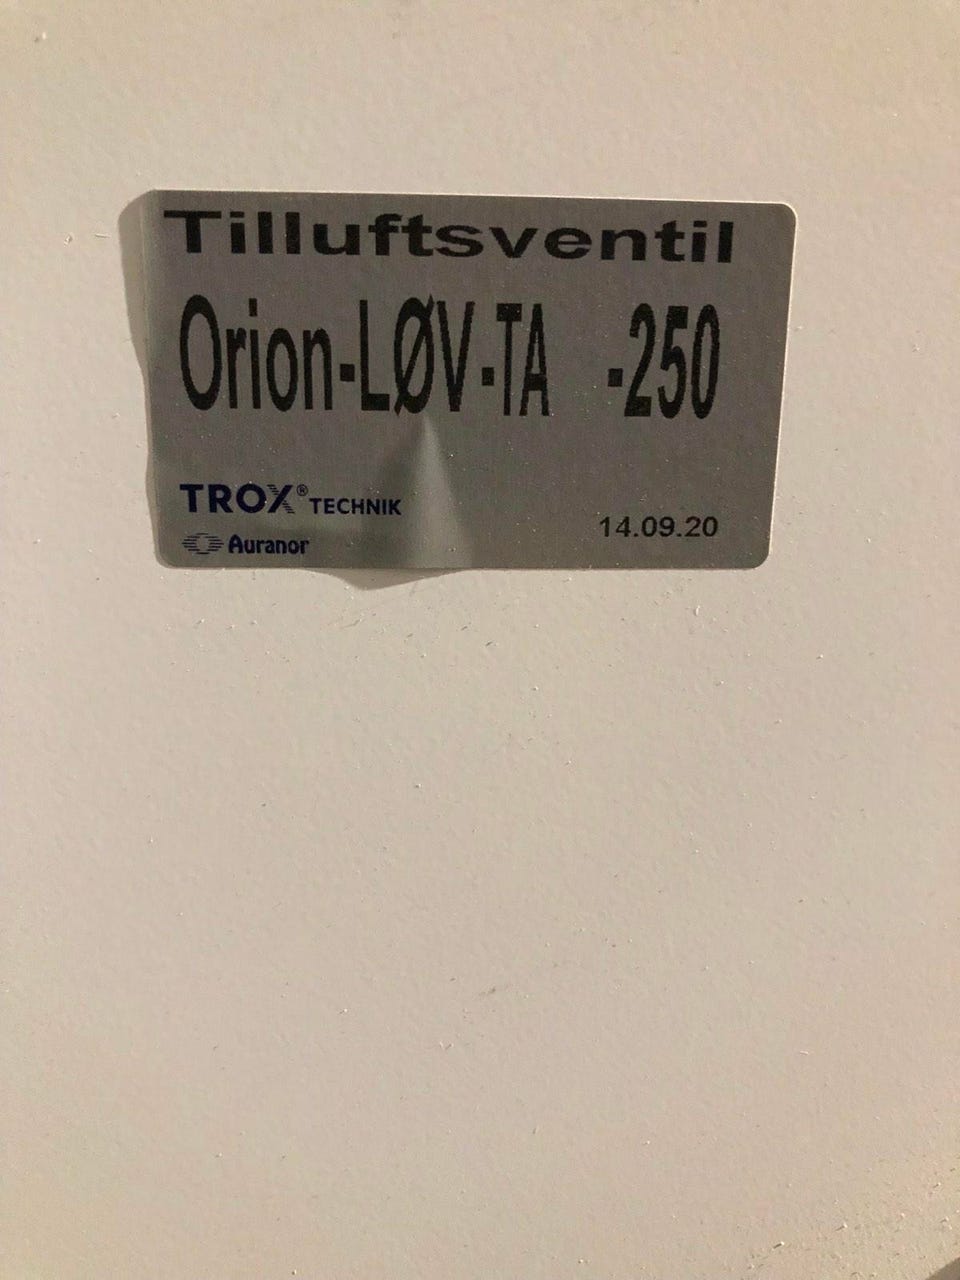 Tilluftsventil
Orion-LØV-TA -250
TROX® TECHNIK
Auranor
14.09.20